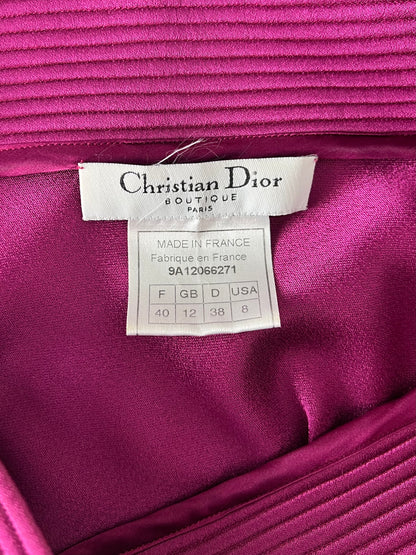 Christian Dior
BOUTIQUE
PARIS
MADE IN FRANCE
Fabriqué en France
9A12066271
F GB D USA
40 12 38 8